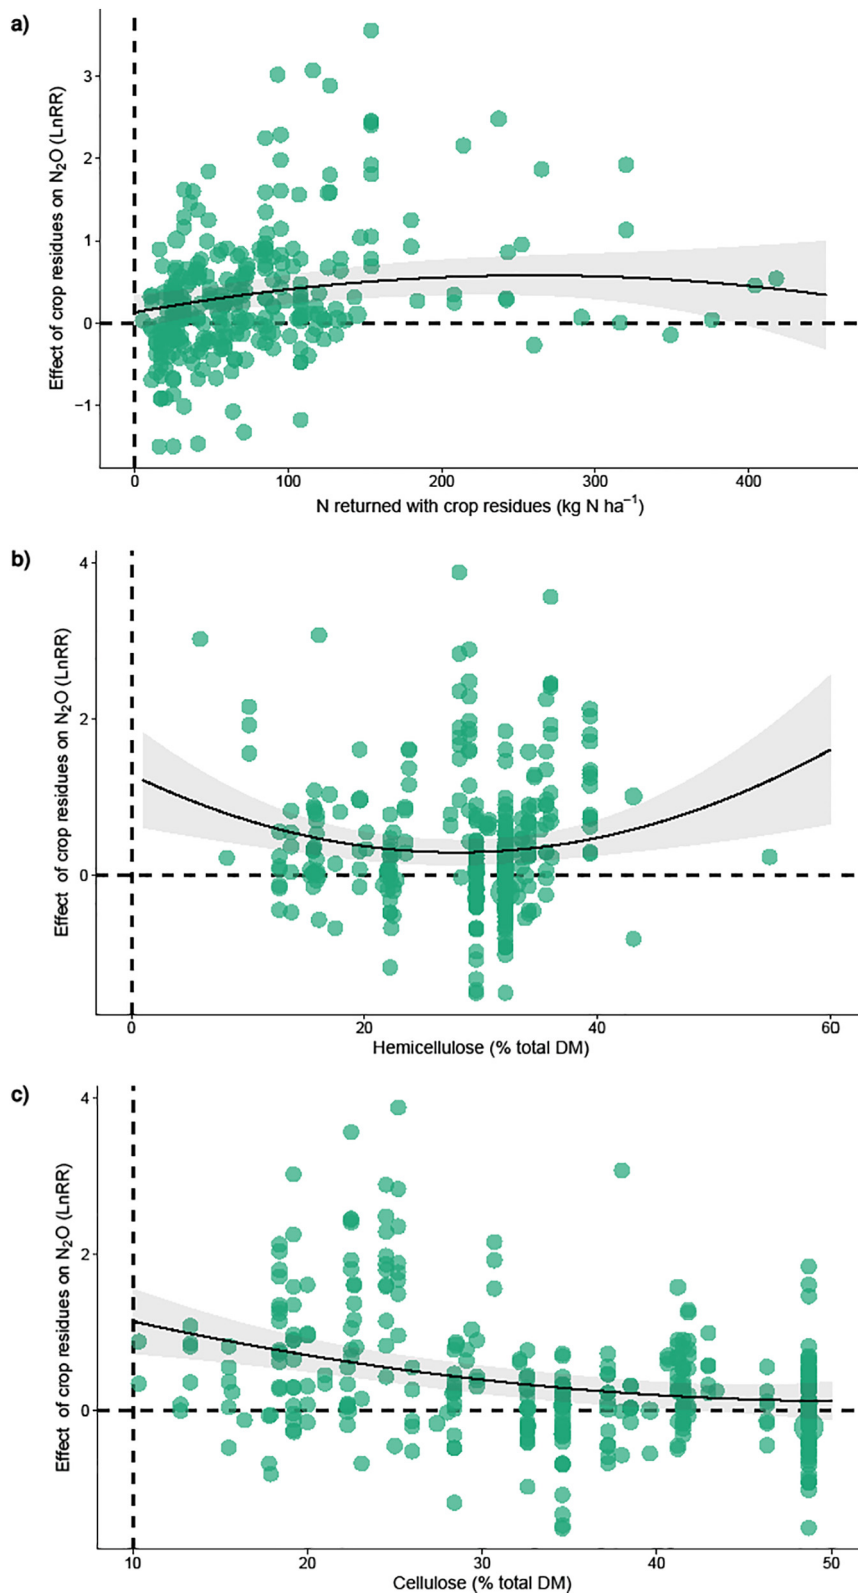 a)
Effect of crop residues on N₂O (LnRR)
3
2
1
0
−1
0 100 200 300 400
N returned with crop residues (kg N ha⁻¹)
b)
Effect of crop residues on N₂O (LnRR)
4
2
0
0 20 40 60
Hemicellulose (% total DM)
c)
Effect of crop residues on N₂O (LnRR)
4
2
0
10 20 30 40 50
Cellulose (% total DM)